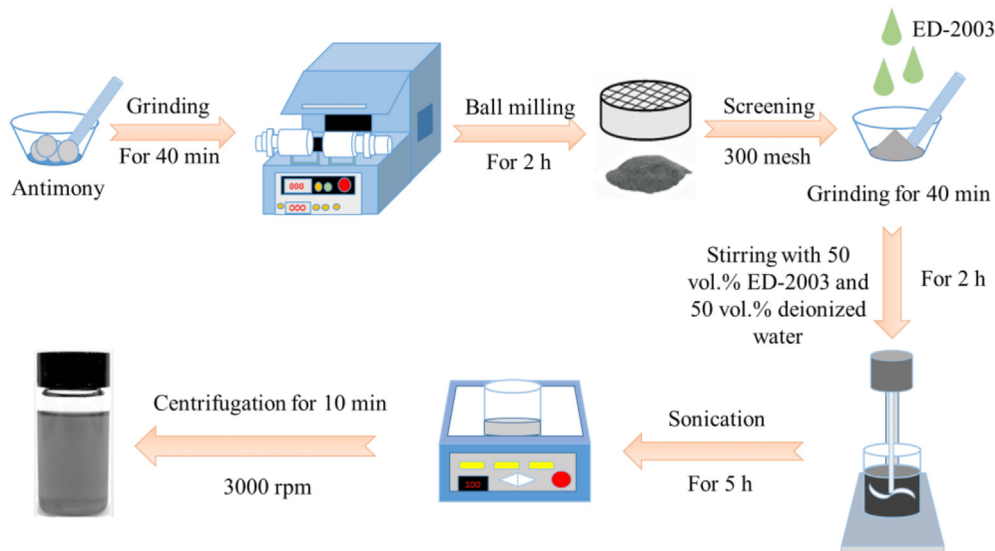 Antimony
Grinding
For 40 min
888
000
Ball milling
For 2 h
Screening
300 mesh
ED-2003
Grinding for 40 min
Stirring with 50
vol.% ED-2003 and
50 vol.% deionized
water
For 2 h
Sonication
For 5 h
100
Centrifugation for 10 min
3000 rpm